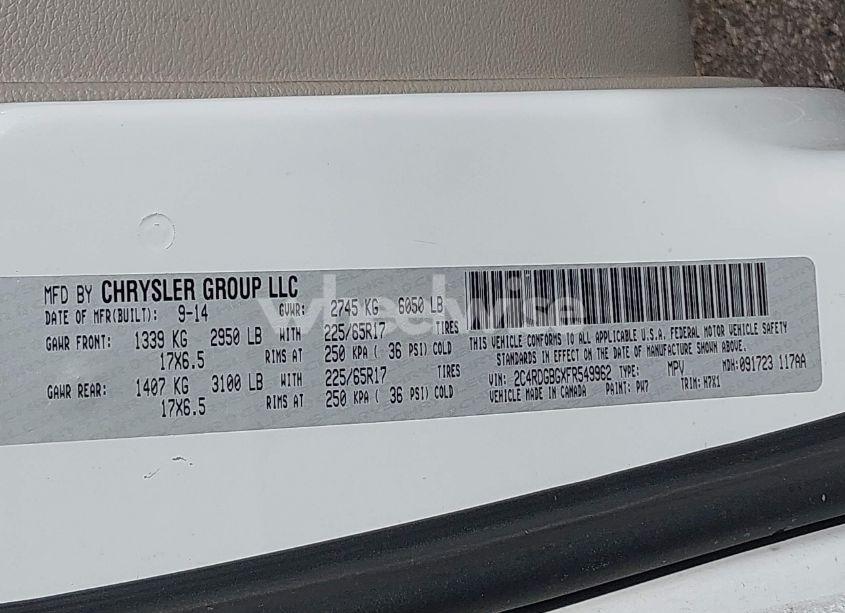 MFD BY CHRYSLER GROUP LLC
DATE OF MFR(BUILT): 9-14 GVWR: 2745 KG 6050 LB
GAWR FRONT: 1339 KG 2950 LB WITH 225/65R17 TIRES
17X6.5 RIMS AT 250 KPA ( 36 PSI) COLD
GAWR REAR: 1407 KG 3100 LB WITH 225/65R17 TIRES
17X6.5 RIMS AT 250 KPA ( 36 PSI) COLD
THIS VEHICLE CONFORMS TO ALL APPLICABLE U.S.A. FEDERAL MOTOR VEHICLE SAFETY
STANDARDS IN EFFECT ON THE DATE OF MANUFACTURE SHOWN ABOVE.
VIN: 2C4RDGBGXFR549962 TYPE: MPV MDH: 091723 117AA
VEHICLE MADE IN CANADA PAINT: PW7 TRIM: H7X1
wheelwise